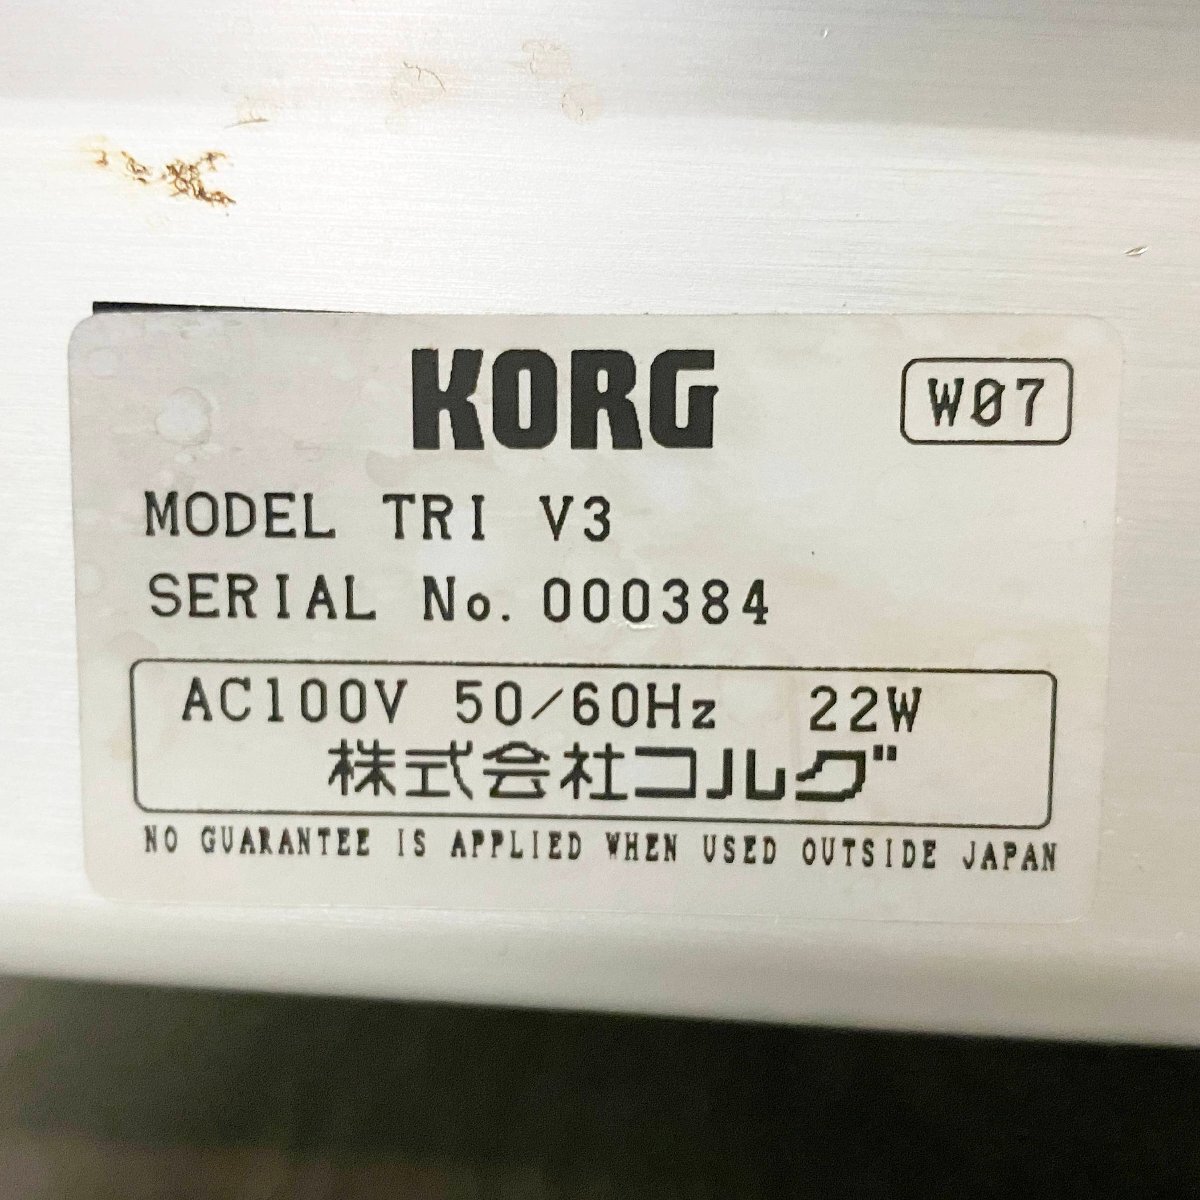 KORG
WØ7
MODEL TRI V3
SERIAL No. 000384
AC100V 50/60Hz 22W
株式会社コルグ
NO GUARANTEE IS APPLIED WHEN USED OUTSIDE JAPAN